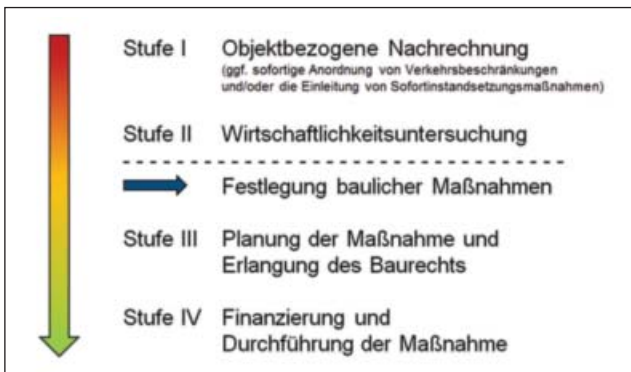 Stufe I Objektbezogene Nachrechnung
(ggf. sofortige Anordnung von Verkehrsbeschränkungen
und/oder die Einleitung von Sofortinstandsetzungsmaßnahmen)
Stufe II Wirtschaftlichkeitsuntersuchung
Festlegung baulicher Maßnahmen
Stufe III Planung der Maßnahme und
Erlangung des Baurechts
Stufe IV Finanzierung und
Durchführung der Maßnahme